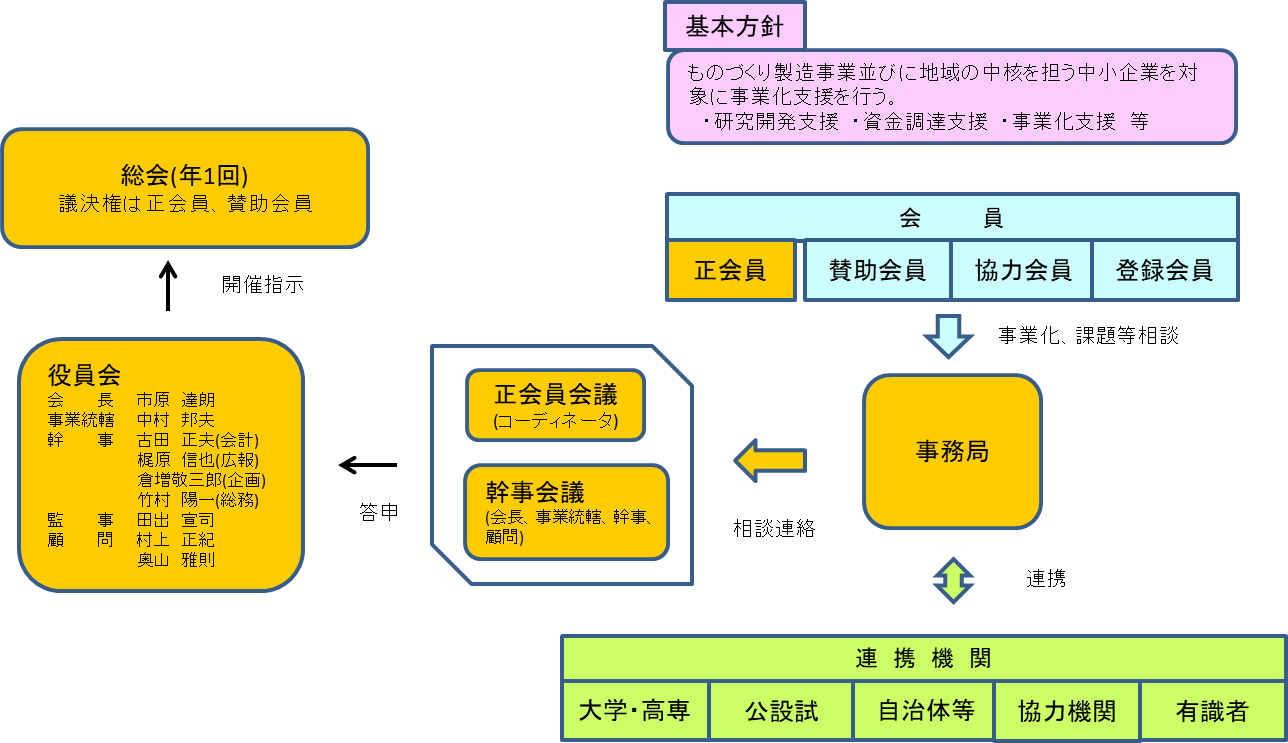 基本方針
ものづくり製造事業並びに地域の中核を担う中小企業を対
象に事業化支援を行う。
・研究開発支援 ・資金調達支援 ・事業化支援 等
総会(年1回)
議決権は正会員、賛助会員
開催指示
会 員
正会員 賛助会員 協力会員 登録会員
事業化、課題等相談
役員会
会 長 市原 達朗
事業統轄 中村 邦夫
幹 事 古田 正夫(会計)
梶原 信也(広報)
倉増敬三郎(企画)
竹村 陽一(総務)
監 事 田出 宣司
顧 問 村上 正紀
奥山 雅則
答申
正会員会議
(コーディネータ)
幹事会議
(会長、事業統轄、幹事、
顧問)
相談連絡
事務局
連携
連 携 機 関
大学・高専 公設試 自治体等 協力機関 有識者